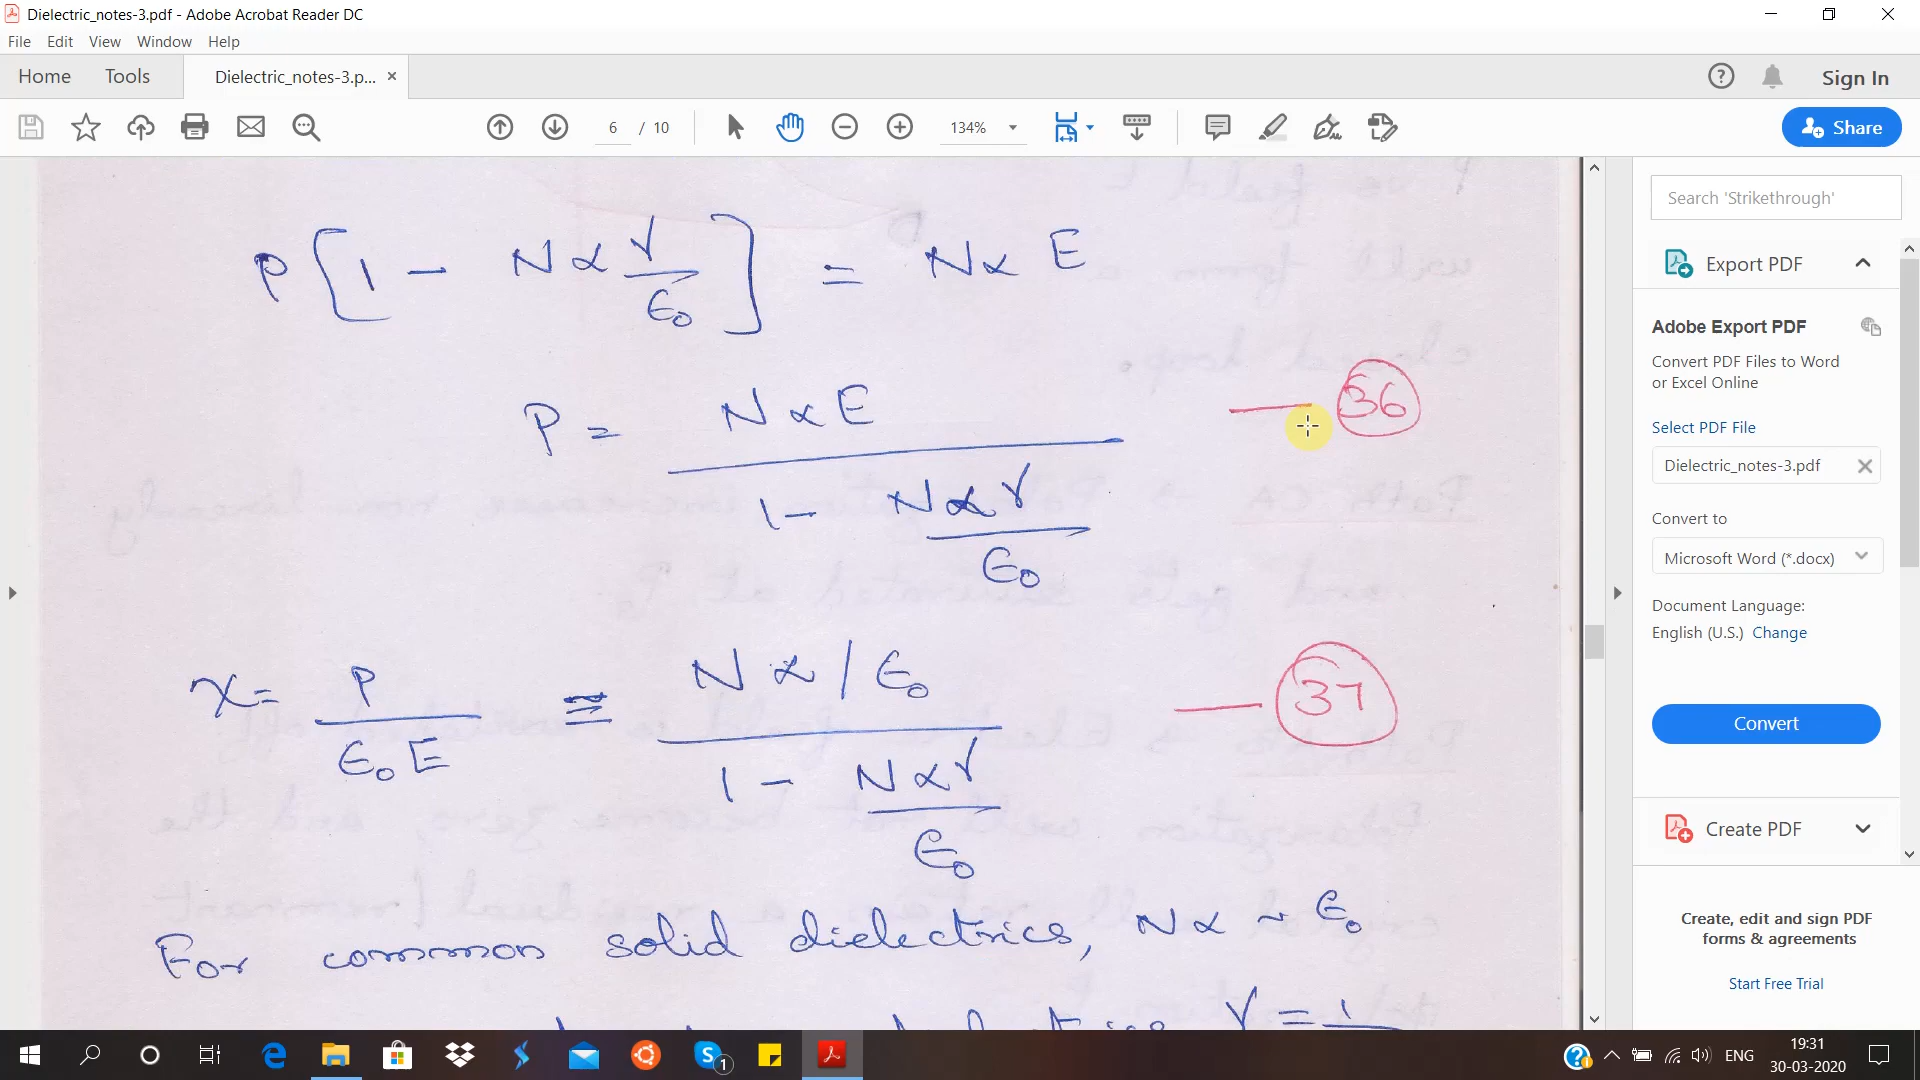 Dielectric_notes-3.pdf - Adobe Acrobat Reader DC
File Edit View Window Help
Home Tools Dielectric_notes-3.p... × Sign In
6 / 10 134% Share
P[1 - Nα γ/ε₀] = Nα E
P = NαE / (1 - Nαγ/ε₀) — 36
χ = P/ε₀E = (Nα/ε₀) / (1 - Nαγ/ε₀) — 37
For common solid dielectrics, Nα ~ ε₀
γ = 1
Search 'Strikethrough'
Export PDF
Adobe Export PDF
Convert PDF Files to Word
or Excel Online
Select PDF File
Dielectric_notes-3.pdf
Convert to
Microsoft Word (*.docx)
Document Language:
English (U.S.) Change
Convert
Create PDF
Create, edit and sign PDF
forms & agreements
Start Free Trial
1
ENG
19:31
30-03-2020